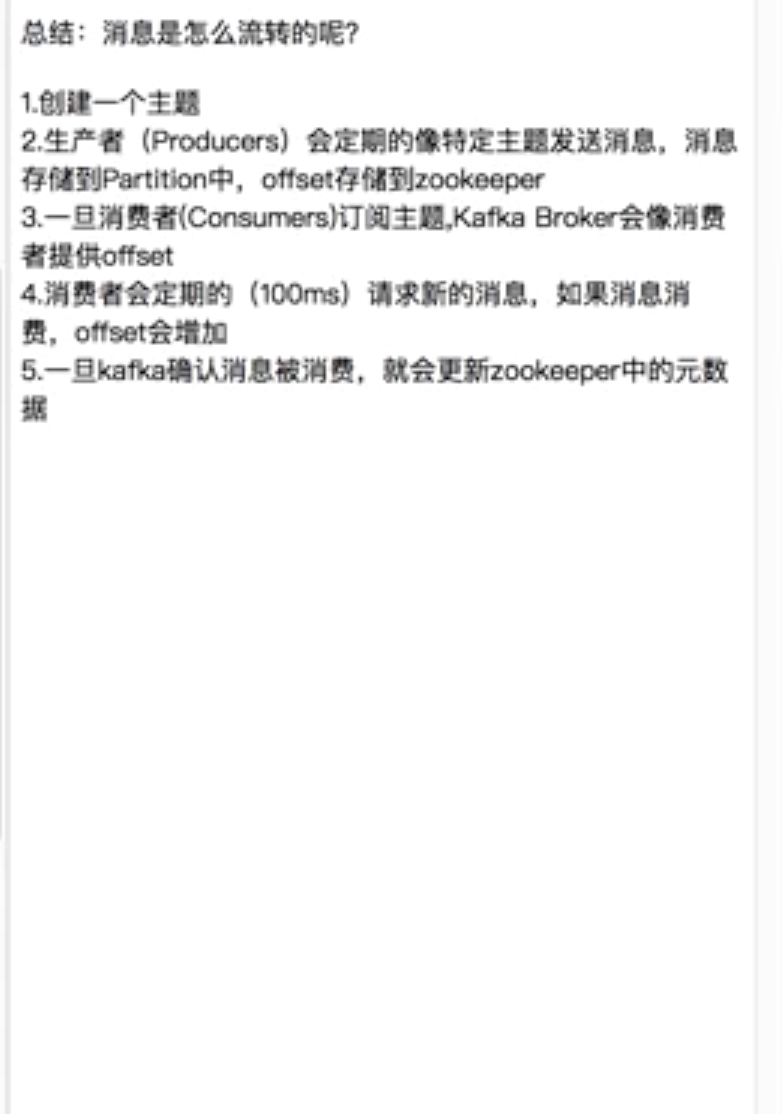 总结：消息是怎么流转的呢？
1.创建一个主题
2.生产者（Producers）会定期的像特定主题发送消息，消息
存储到Partition中，offset存储到zookeeper
3.一旦消费者(Consumers)订阅主题,Kafka Broker会像消费
者提供offset
4.消费者会定期的（100ms）请求新的消息，如果消息消
费，offset会增加
5.一旦kafka确认消息被消费，就会更新zookeeper中的元数
据